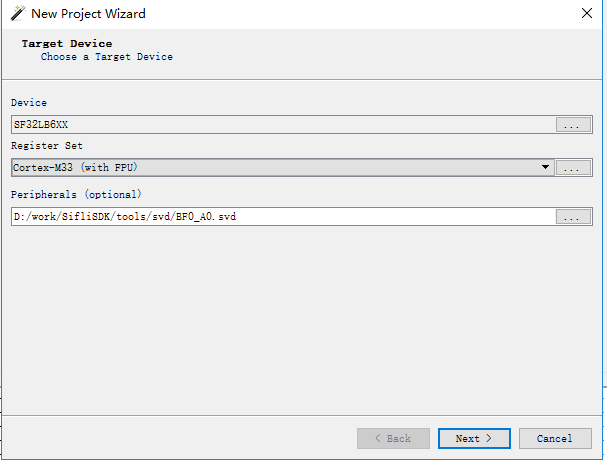 New Project Wizard
Target Device
Choose a Target Device
Device
SF32LB6XX
...
Register Set
Cortex-M33 (with FPU)
...
Peripherals (optional)
D:/work/SifliSDK/tools/svd/BF0_A0.svd
...
< Back
Next >
Cancel